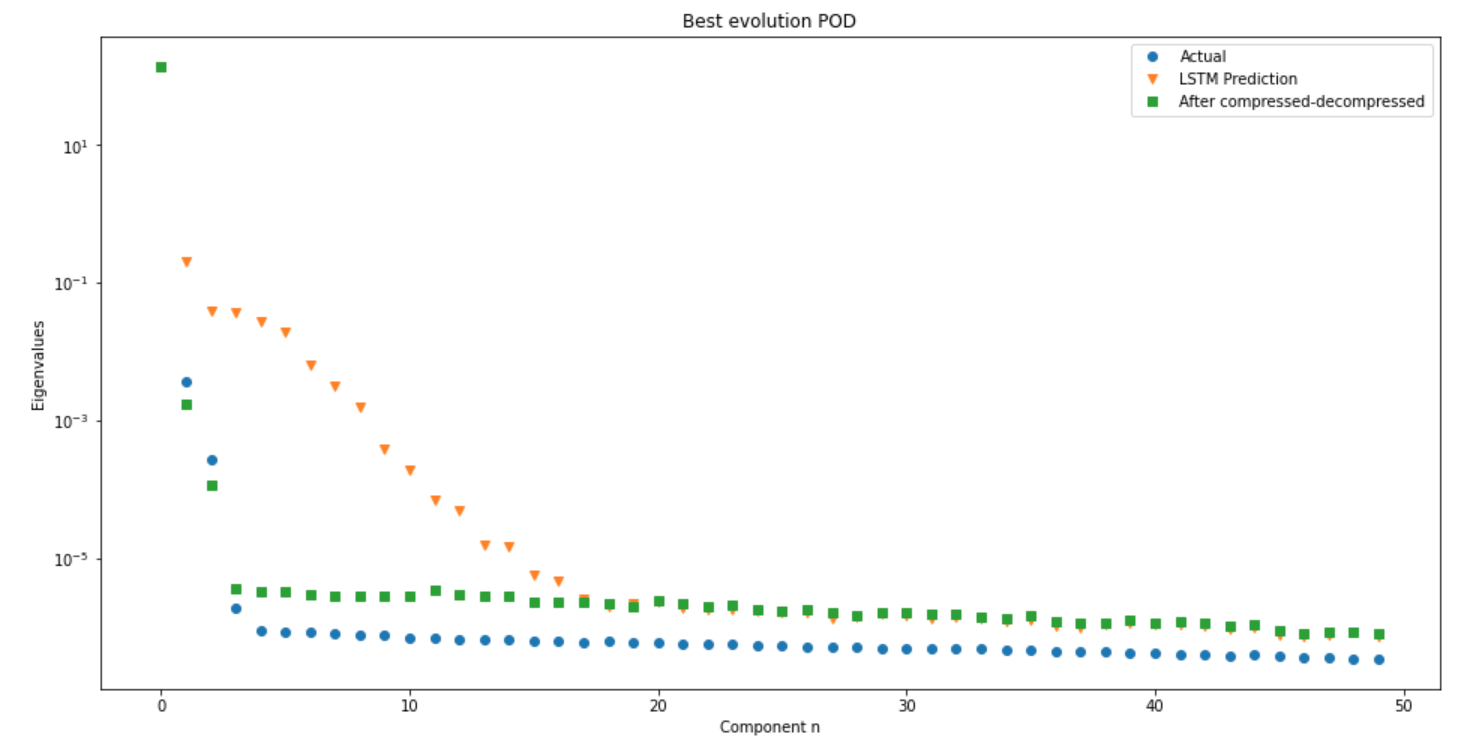 Best evolution POD
Actual
LSTM Prediction
After compressed-decompressed
10¹
10⁻¹
10⁻³
10⁻⁵
Eigenvalues
0 10 20 30 40 50
Component n